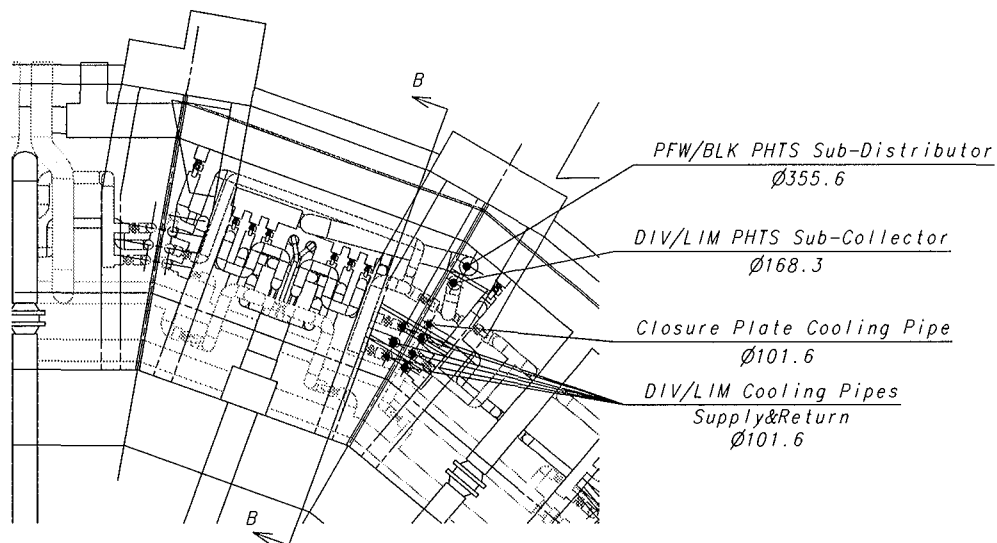 B
PFW/BLK PHTS Sub-Distributor
Ø355.6
DIV/LIM PHTS Sub-Collector
Ø168.3
Closure Plate Cooling Pipe
Ø101.6
DIV/LIM Cooling Pipes
Supply&Return
Ø101.6
B